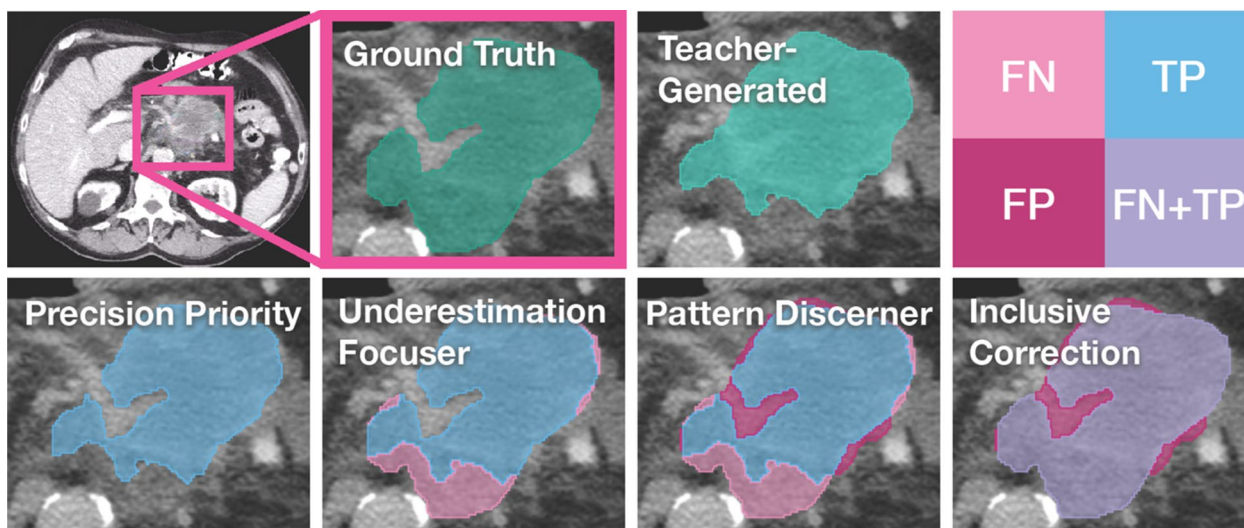 Ground Truth
Teacher-
Generated
FN
TP
FP
FN+TP
Precision Priority
Underestimation
Focuser
Pattern Discerner
Inclusive
Correction